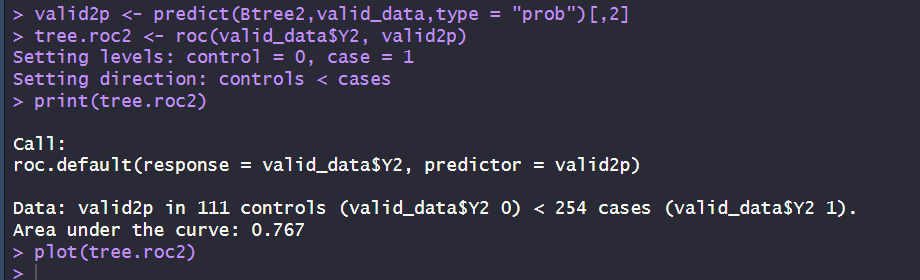 > valid2p <- predict(Btree2,valid_data,type = "prob")[,2]
> tree.roc2 <- roc(valid_data$Y2, valid2p)
Setting levels: control = 0, case = 1
Setting direction: controls < cases
> print(tree.roc2)
Call:
roc.default(response = valid_data$Y2, predictor = valid2p)
Data: valid2p in 111 controls (valid_data$Y2 0) < 254 cases (valid_data$Y2 1).
Area under the curve: 0.767
> plot(tree.roc2)
>